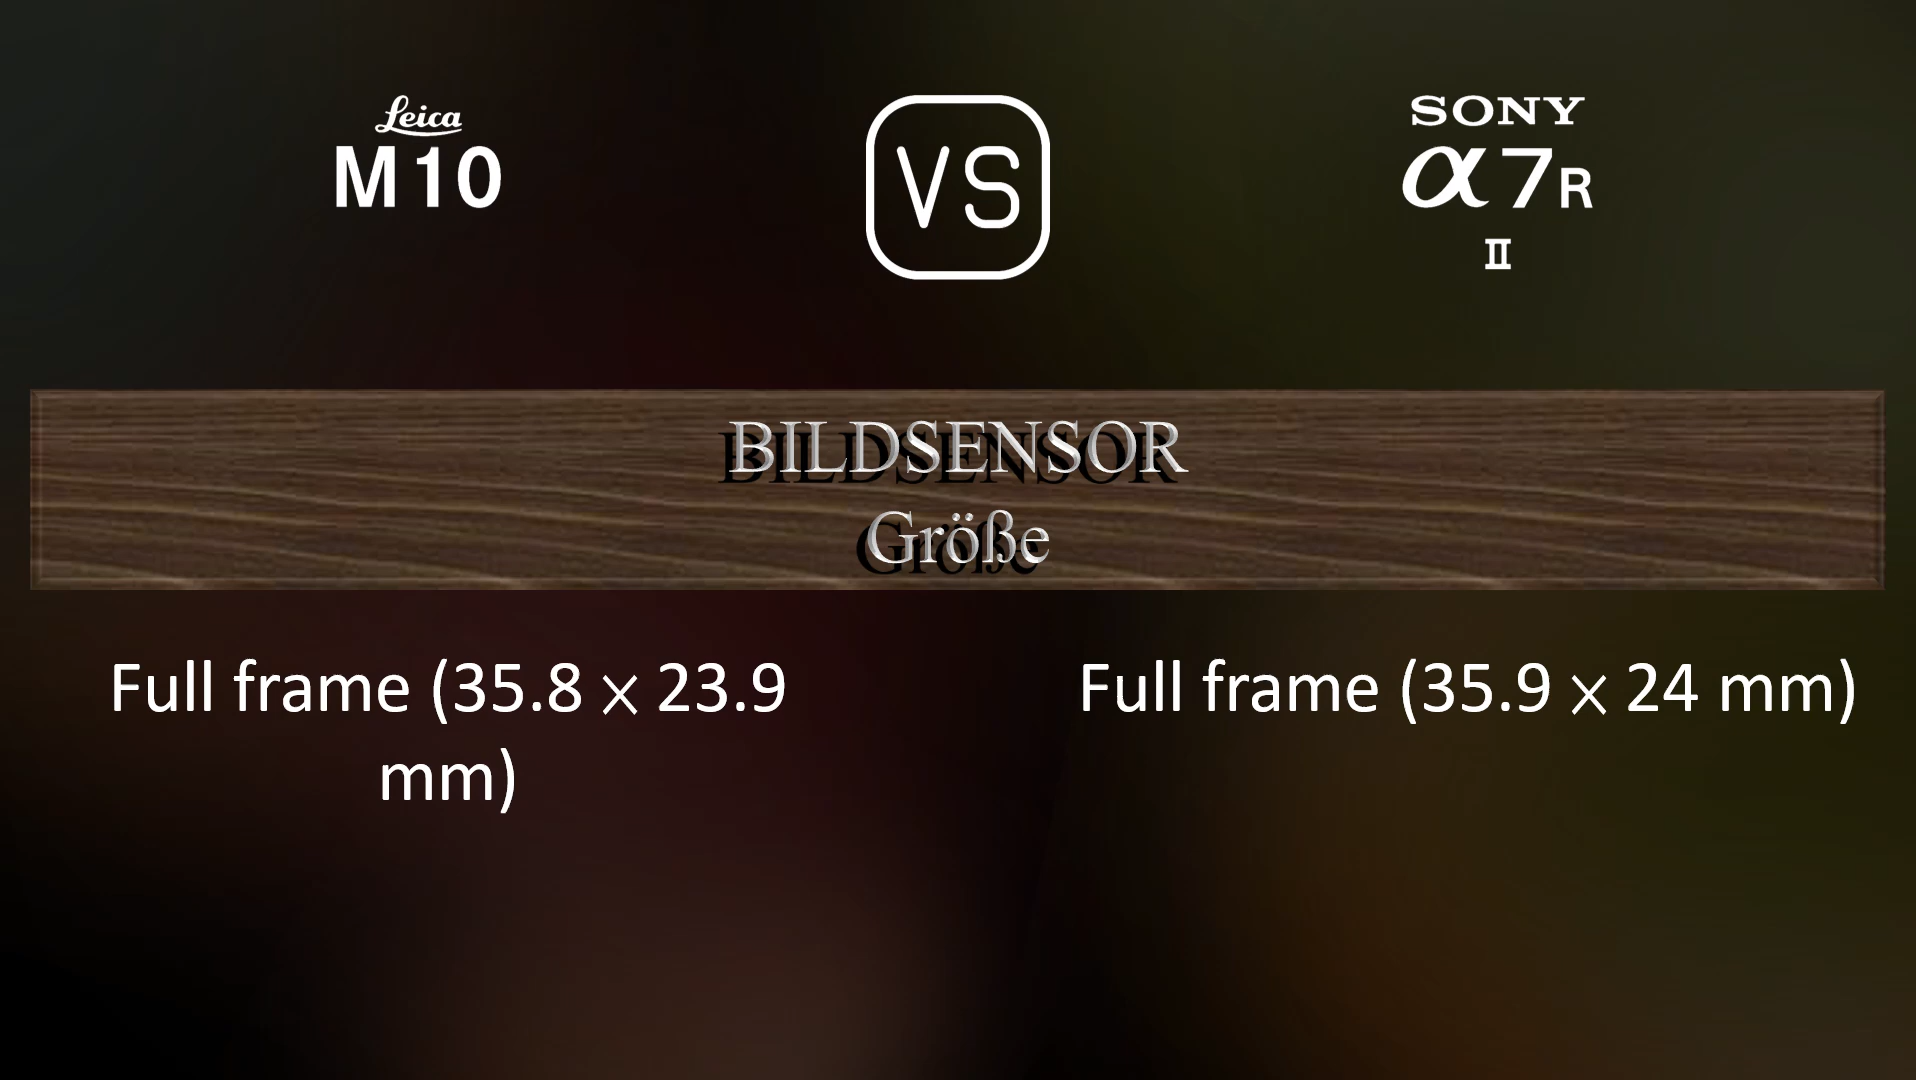 Leica
M10
VS
SONY
α7R
II
BILDSENSOR
Größe
Full frame (35.8 x 23.9
mm)
Full frame (35.9 x 24 mm)